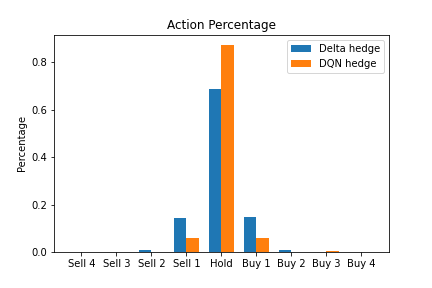 Action Percentage
Delta hedge
DQN hedge
Percentage
0.8
0.6
0.4
0.2
0.0
Sell 4 Sell 3 Sell 2 Sell 1 Hold Buy 1 Buy 2 Buy 3 Buy 4